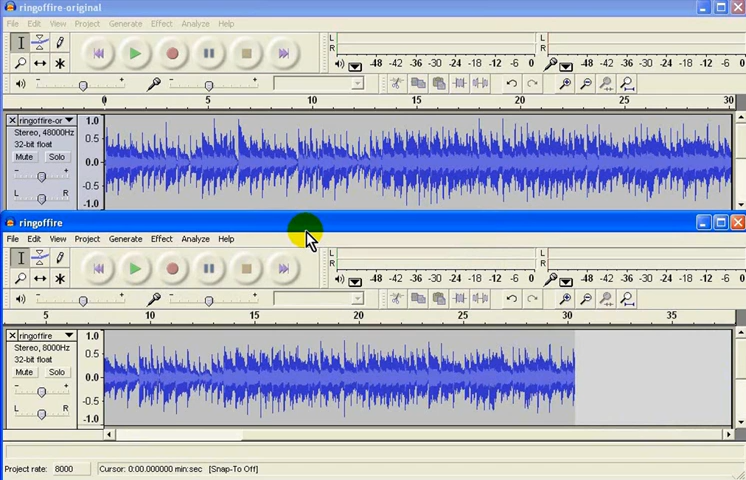 ringoffire-original
File Edit View Project Generate Effect Analyze Help
L
R
-48 -42 -36 -30 -24 -18 -12 -6 0
L
R
-48 -42 -36 -30 -24 -18 -12 -6 0
0 5 10 15 20 25 30
ringoffire-or
Stereo, 48000Hz
32-bit float
Mute Solo
- +
L R
1.0
0.5
0.0
-0.5
-1.0
ringoffire
File Edit View Project Generate Effect Analyze Help
L
R
-48 -42 -36 -30 -24 -18 -12 -6 0
L
R
-48 -42 -36 -30 -24 -18 -12 -6 0
5 10 15 20 25 30 35
ringoffire
Stereo, 8000Hz
32-bit float
Mute Solo
- +
L R
1.0
0.5
0.0
-0.5
-1.0
Project rate: 8000 Cursor: 0:00.000000 min:sec [Snap-To Off]